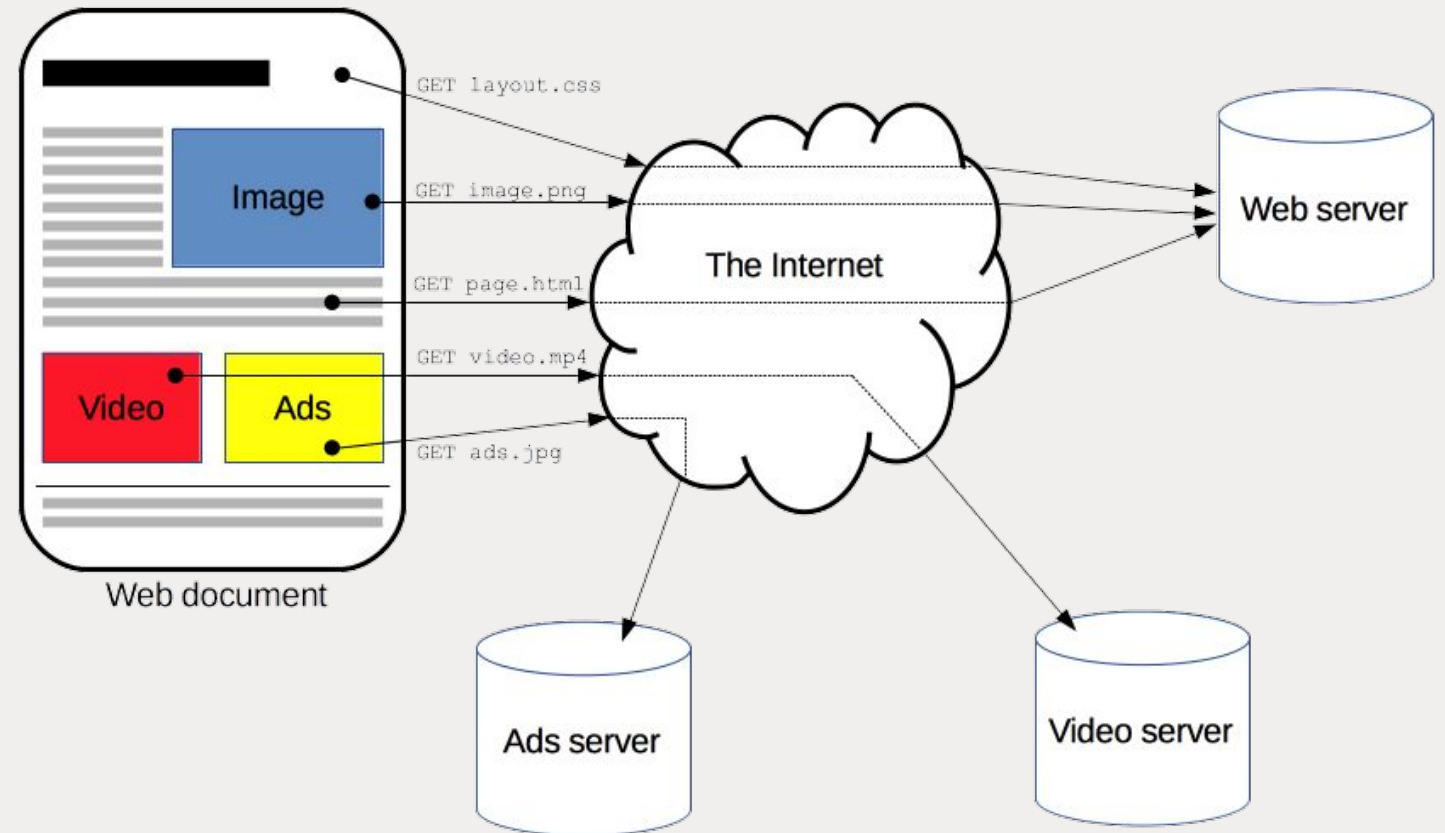 GET layout.css
Image
GET image.png
Web server
The Internet
GET page.html
GET video.mp4
Video
Ads
GET ads.jpg
Web document
Ads server
Video server